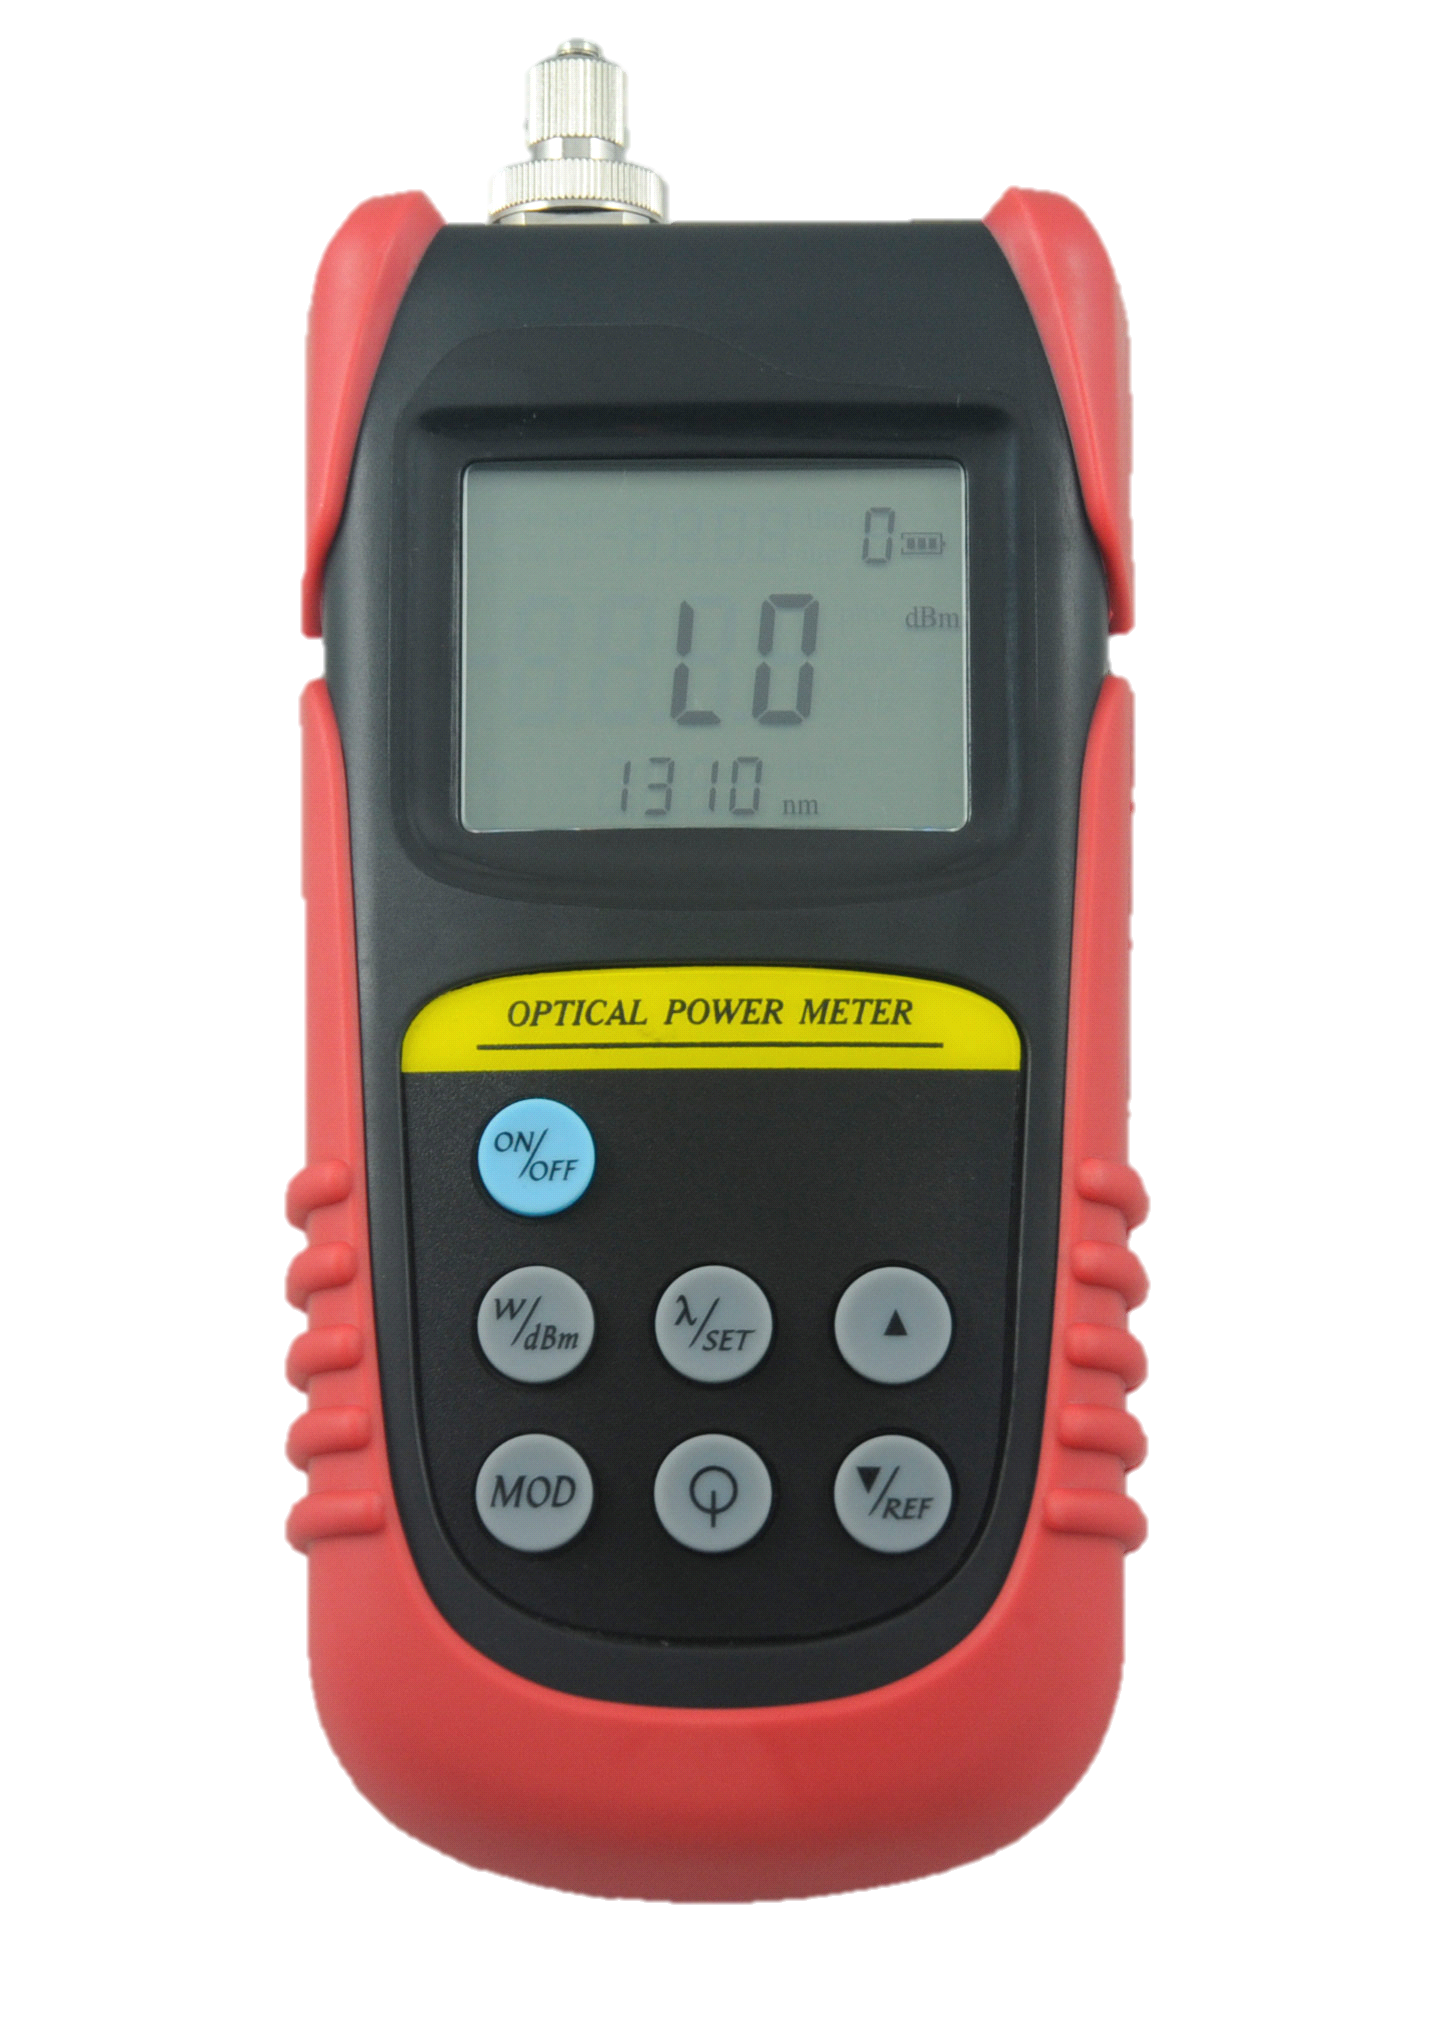 0
dBm
LO
1310 nm
OPTICAL POWER METER
ON/OFF
W/dBm
λ/SET
▲
MOD
▼/REF